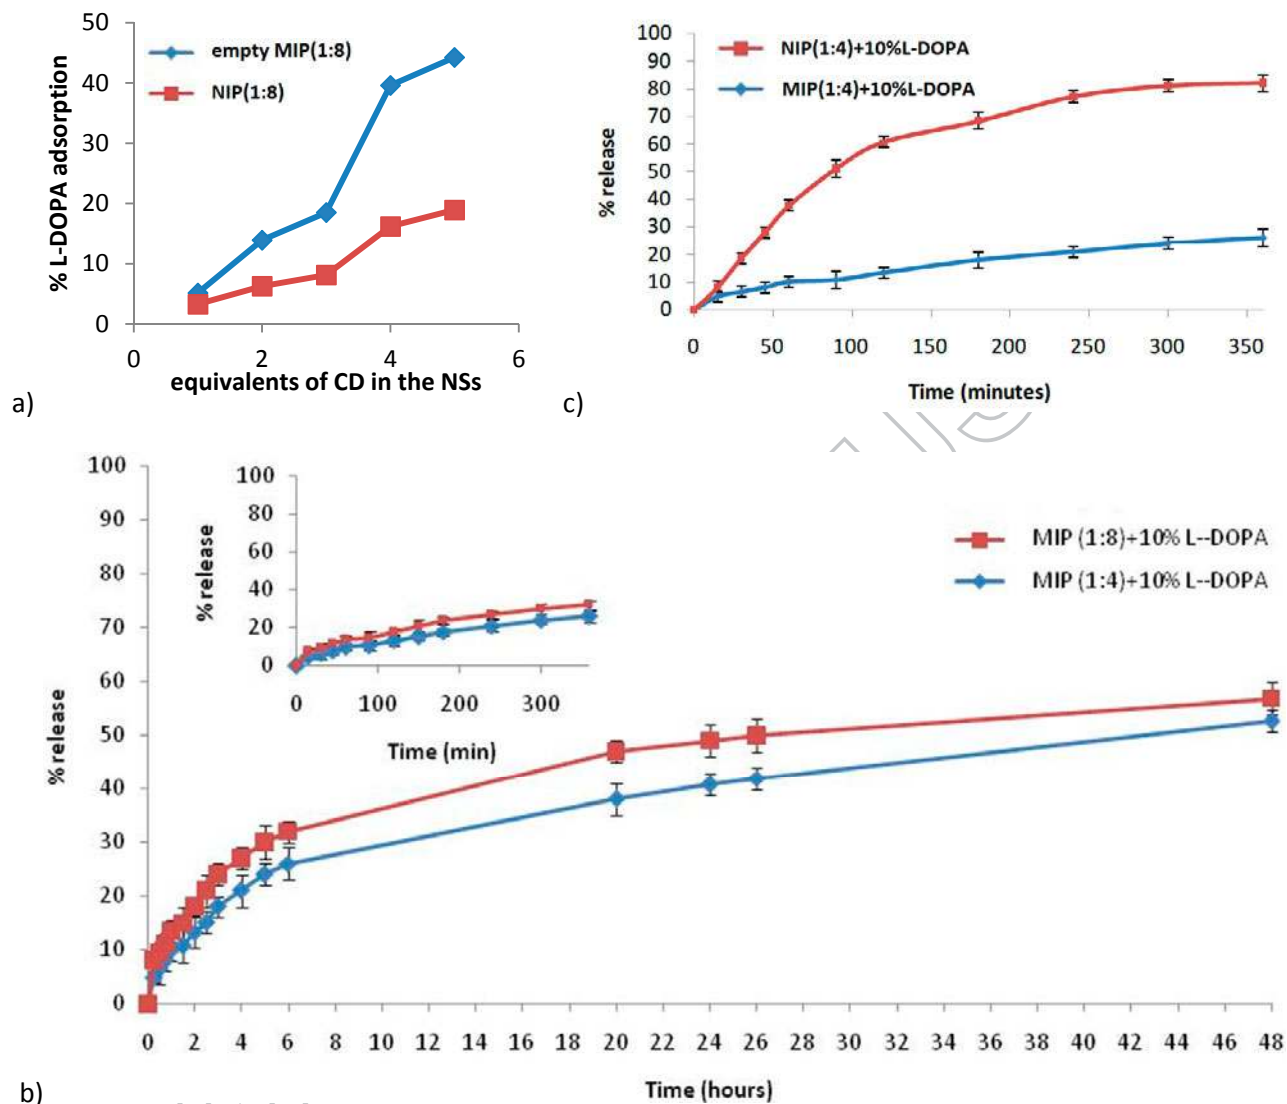 50
40
30
20
10
0
% L-DOPA adsorption
empty MIP(1:8)
NIP(1:8)
0 2 4 6
equivalents of CD in the NSs
a)
100
90
80
70
60
50
40
30
20
10
0
% release
NIP(1:4)+10%L-DOPA
MIP(1:4)+10%L-DOPA
0 50 100 150 200 250 300 350
Time (minutes)
c)
100
90
80
70
60
50
40
30
20
10
0
% release
100
80
60
40
20
0
% release
0 100 200 300
Time (min)
MIP (1:8)+10% L--DOPA
MIP (1:4)+10% L--DOPA
0 2 4 6 8 10 12 14 16 18 20 22 24 26 28 30 32 34 36 38 40 42 44 46 48
Time (hours)
b)